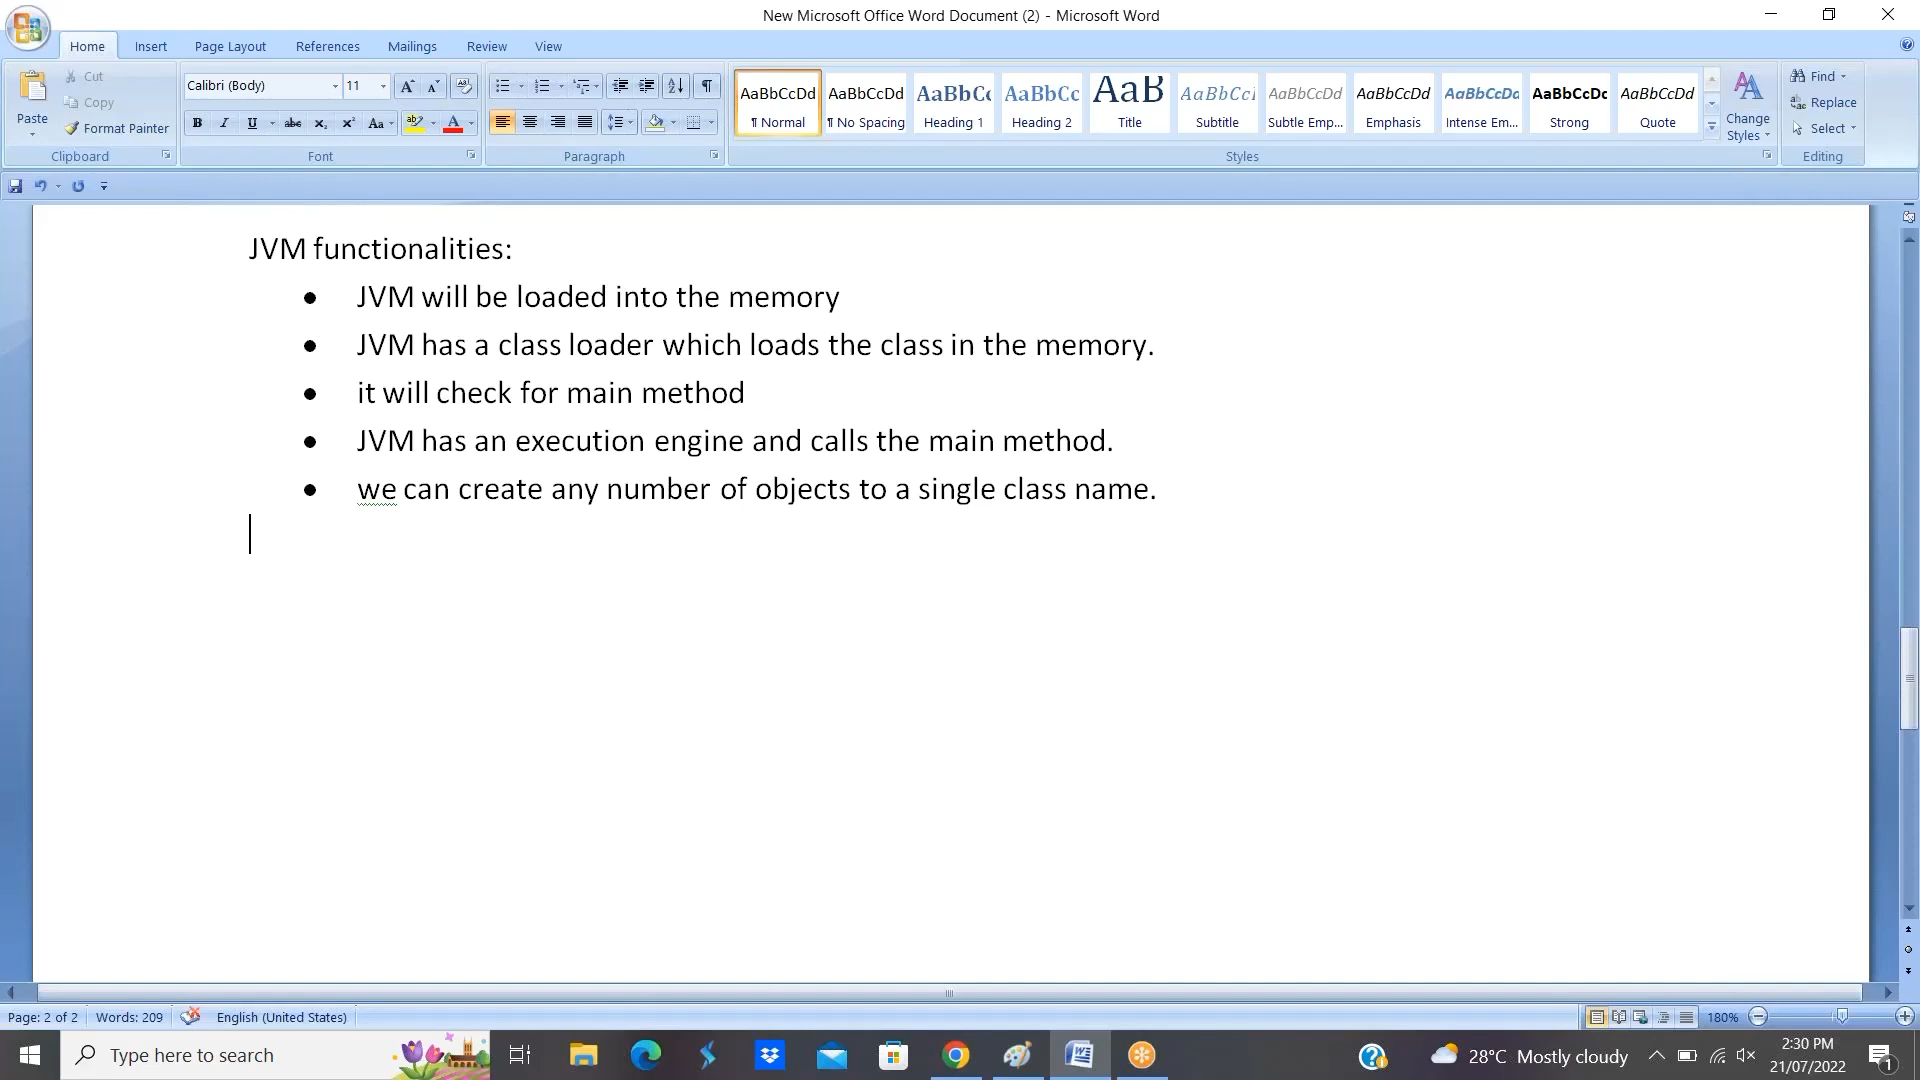 New Microsoft Office Word Document (2) - Microsoft Word
Home Insert Page Layout References Mailings Review View
Paste
Cut
Copy
Format Painter
Clipboard
Calibri (Body) 11
Font
Paragraph
AaBbCcDd AaBbCcDd AaBbCc AaBbCc AaB AaBbCcl AaBbCcDd AaBbCcDd AaBbCcDd AaBbCcDd AaBbCcDd
¶ Normal ¶ No Spacing Heading 1 Heading 2 Title Subtitle Subtle Emp... Emphasis Intense Em... Strong Quote
Styles
Change
Styles
Find
Replace
Select
Editing
JVM functionalities:
● JVM will be loaded into the memory
● JVM has a class loader which loads the class in the memory.
● it will check for main method
● JVM has an execution engine and calls the main method.
● we can create any number of objects to a single class name.
Page: 2 of 2 Words: 209 English (United States) 180%
Type here to search
28°C Mostly cloudy
2:30 PM
21/07/2022
1